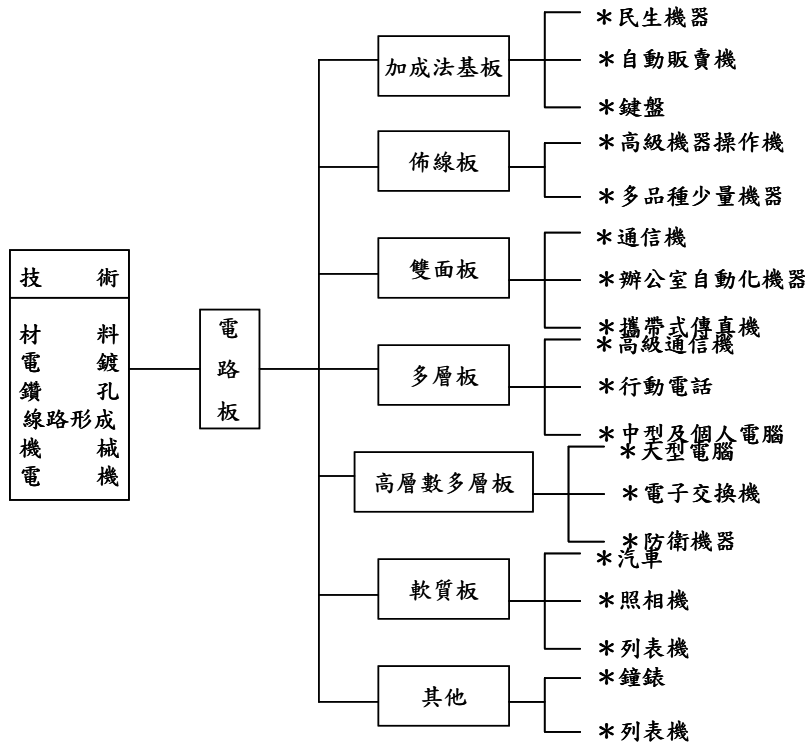 技術
材料
電鍍
鑽孔
線路形成
機械
電機
電路板
加成法基板
＊民生機器
＊自動販賣機
＊鍵盤
佈線板
＊高級機器操作機
＊多品種少量機器
雙面板
＊通信機
＊辦公室自動化機器
＊攜帶式傳真機
多層板
＊高級通信機
＊行動電話
＊中型及個人電腦
高層數多層板
＊大型電腦
＊電子交換機
＊防衛機器
軟質板
＊汽車
＊照相機
＊列表機
其他
＊鐘錶
＊列表機